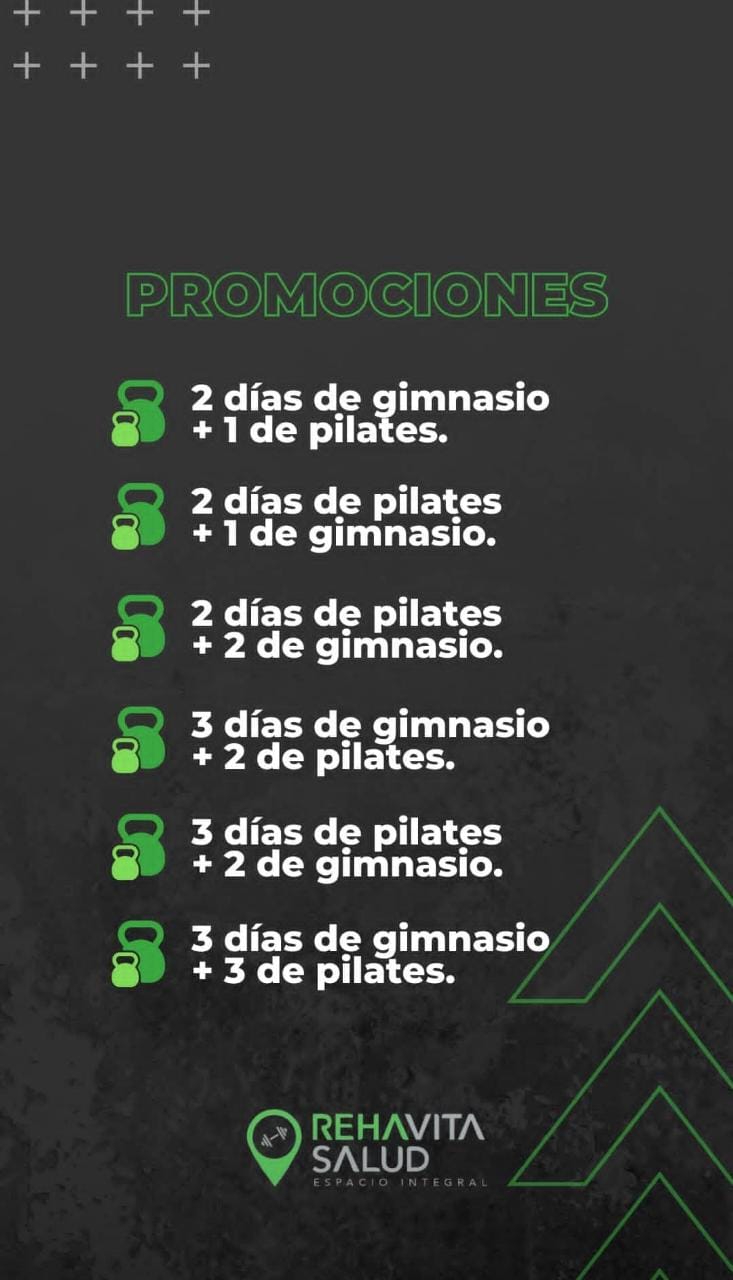 PROMOCIONES
2 días de gimnasio
+ 1 de pilates.
2 días de pilates
+ 1 de gimnasio.
2 días de pilates
+ 2 de gimnasio.
3 días de gimnasio
+ 2 de pilates.
3 días de pilates
+ 2 de gimnasio.
3 días de gimnasio
+ 3 de pilates.
REHAVITA
SALUD
ESPACIO INTEGRAL